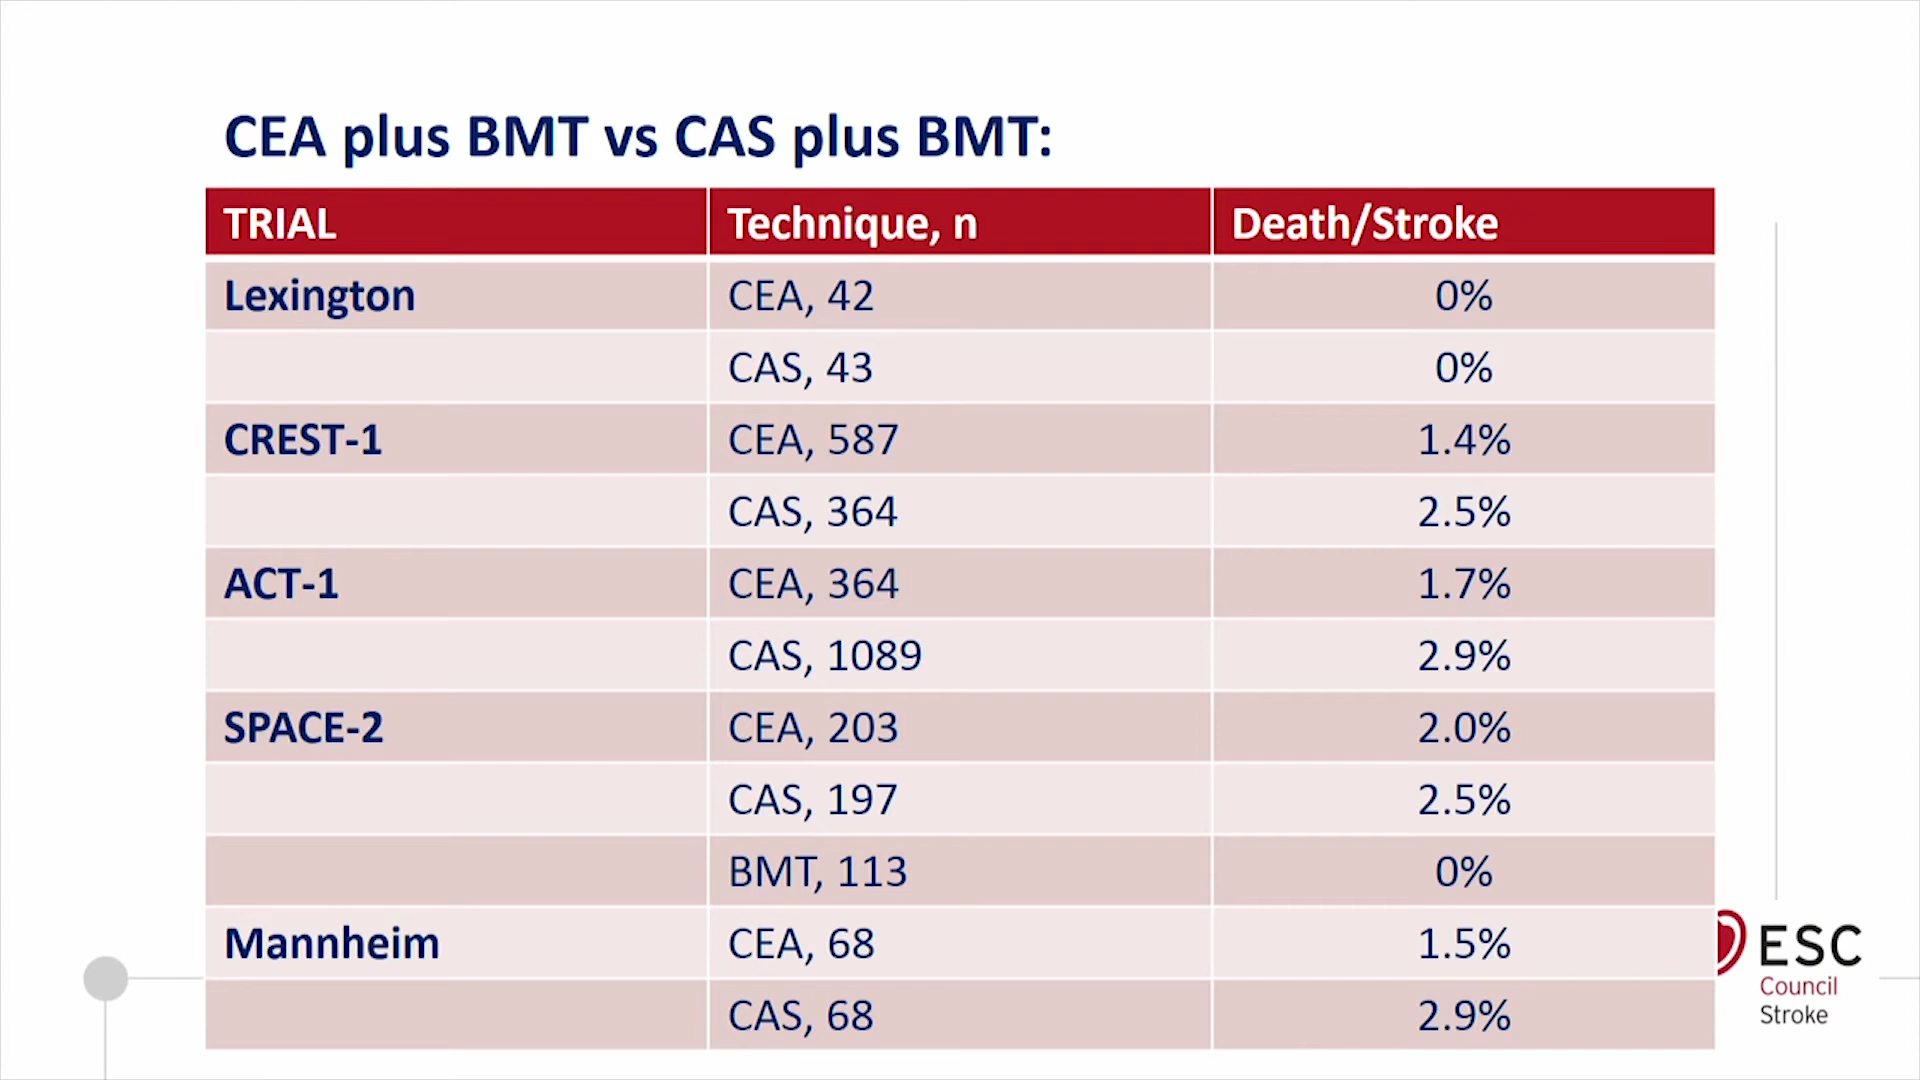 CEA plus BMT vs CAS plus BMT:
TRIAL Technique, n Death/Stroke
Lexington CEA, 42 0%
CAS, 43 0%
CREST-1 CEA, 587 1.4%
CAS, 364 2.5%
ACT-1 CEA, 364 1.7%
CAS, 1089 2.9%
SPACE-2 CEA, 203 2.0%
CAS, 197 2.5%
BMT, 113 0%
Mannheim CEA, 68 1.5%
CAS, 68 2.9%
ESC
Council
Stroke